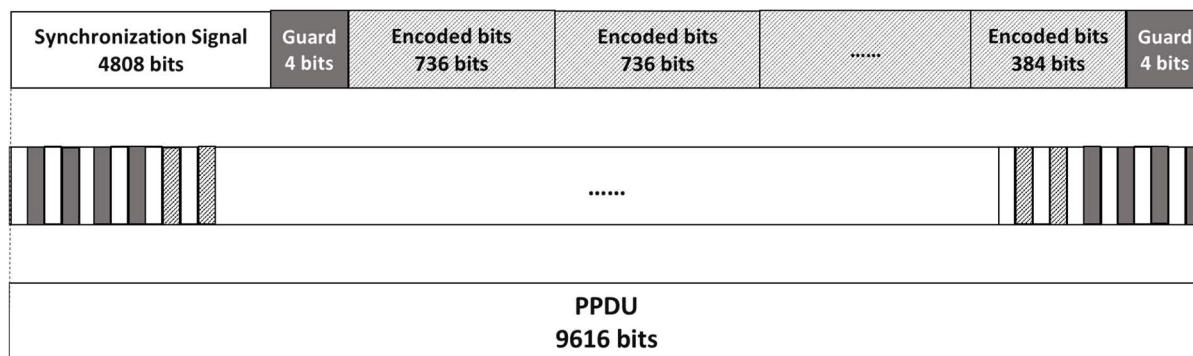 Synchronization Signal
4808 bits
Guard
4 bits
Encoded bits
736 bits
Encoded bits
736 bits
......
Encoded bits
384 bits
Guard
4 bits
......
PPDU
9616 bits